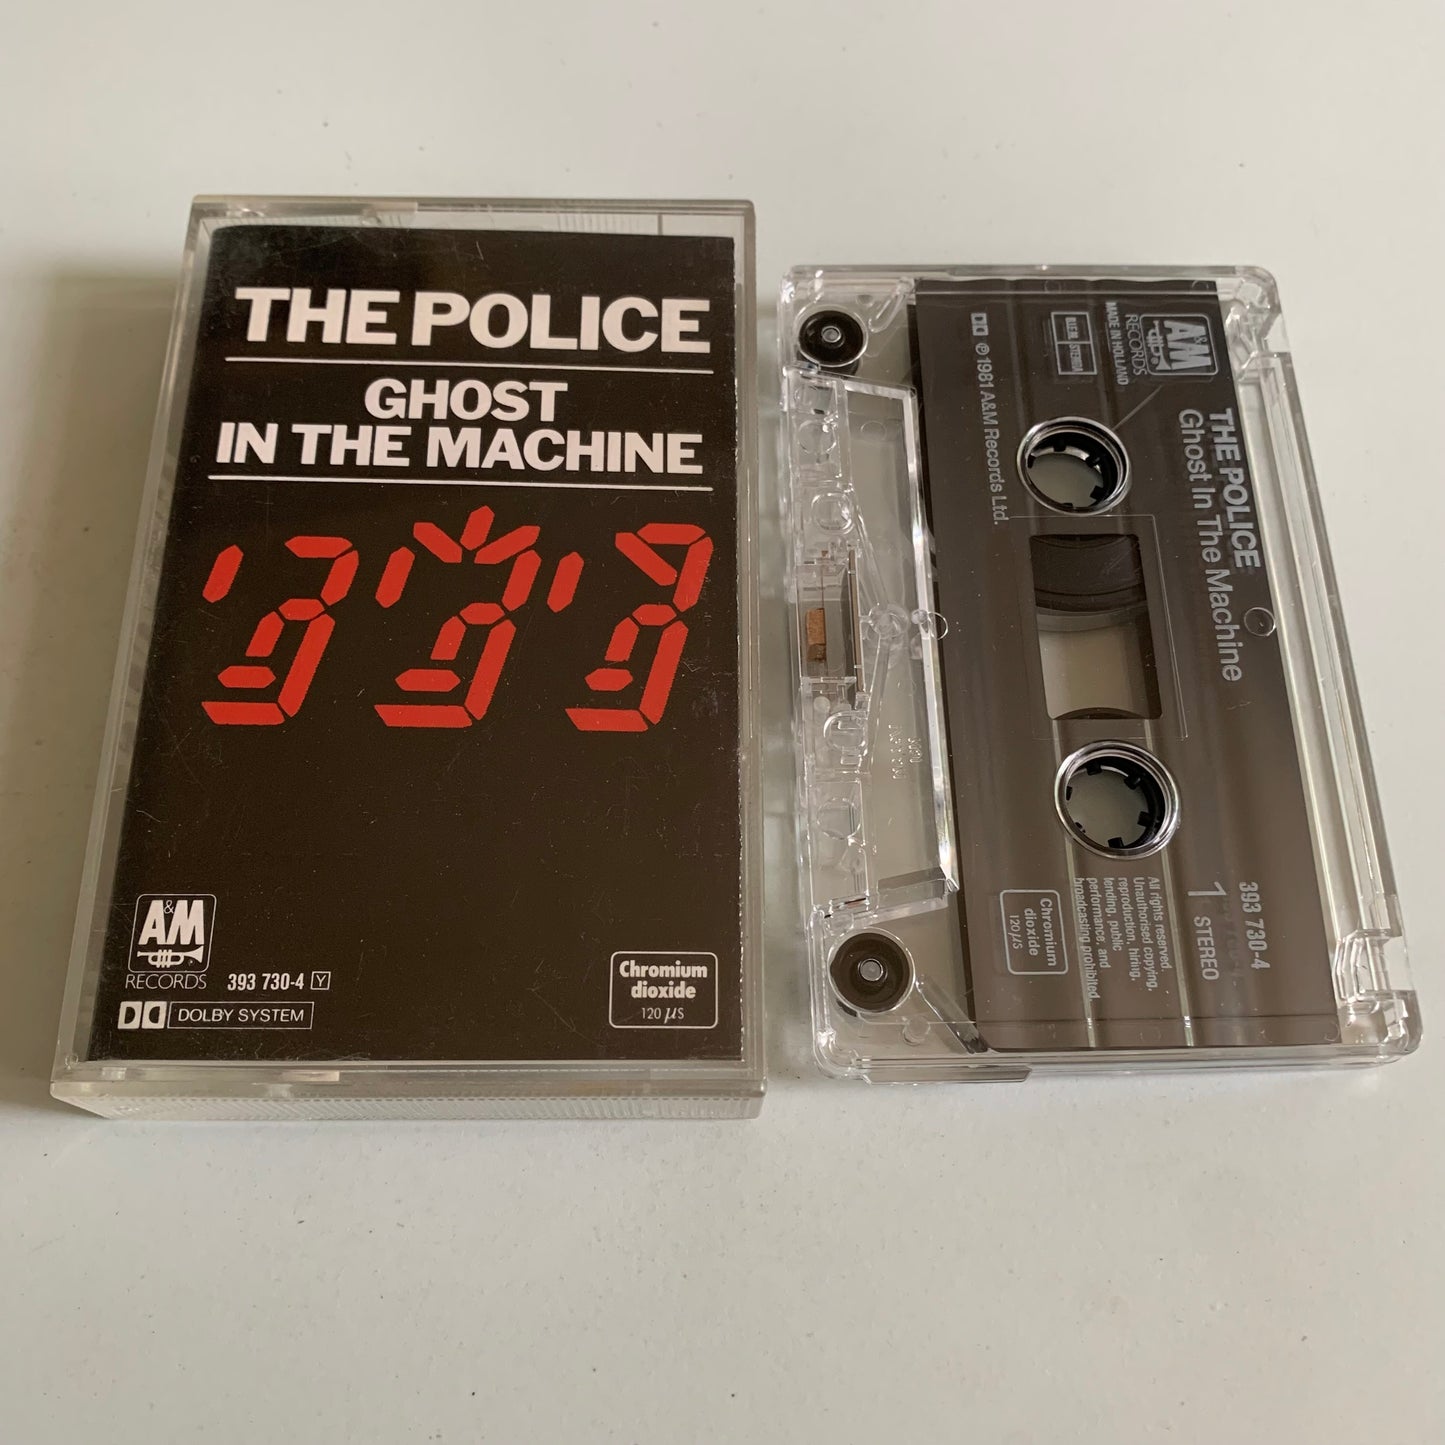 THE POLICE
GHOST
IN THE MACHINE
A&M
RECORDS
393 730-4 Y
DOLBY SYSTEM
Chromium
dioxide
120 µS
A&M
RECORDS
MADE IN HOLLAND
BIEM STEMRA
℗ 1981 A&M Records Ltd.
THE POLICE
Ghost In The Machine
393 730-4
1
STEREO
All rights reserved.
Unauthorised copying,
reproduction, hiring,
lending, public
performance, and
broadcasting prohibited.
Chromium
dioxide
120 µS